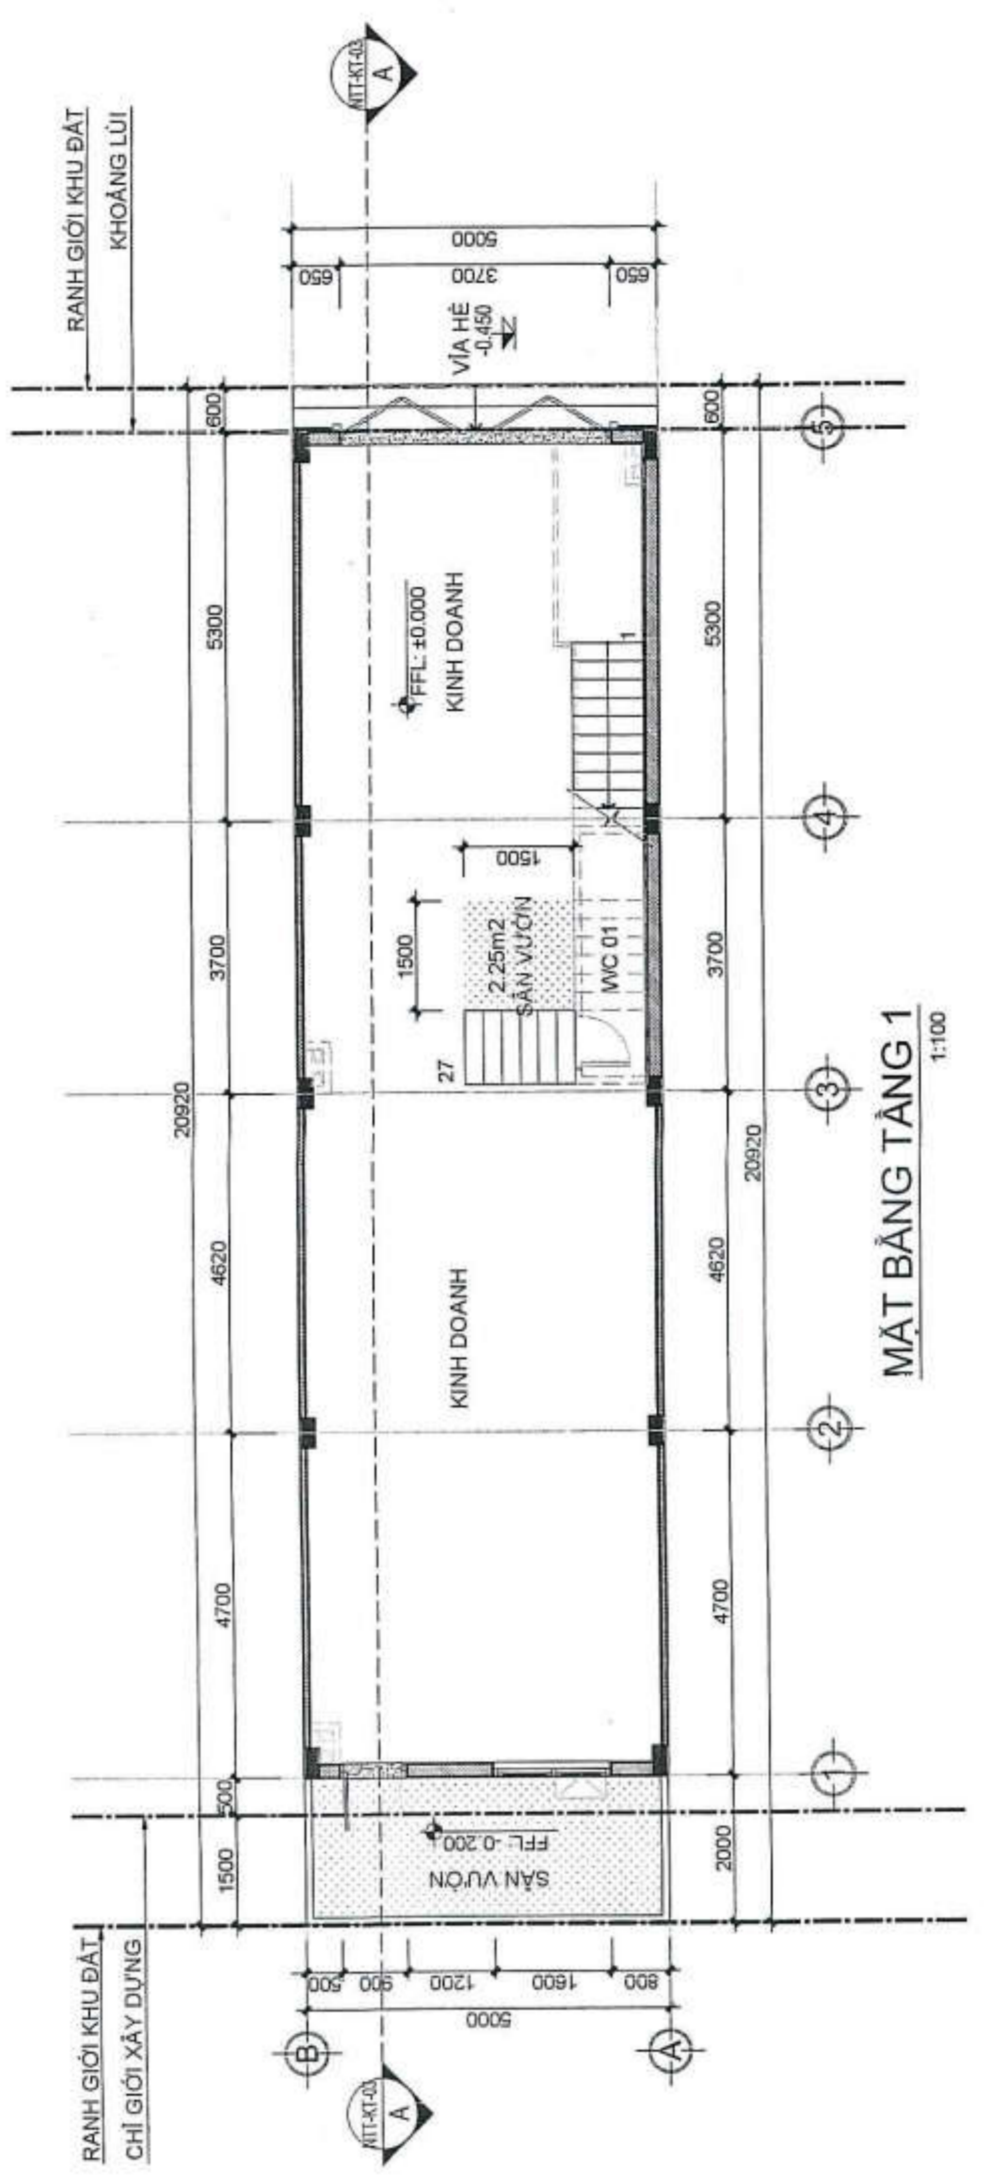 RANH GIỚI KHU ĐẤT
KHOẢNG LÙI
NTT-KT-03
A
5000
650
3700
650
VỈA HÈ
-0.450
600
600
5
5300
5300
FFL: ±0.000
KINH DOANH
1
4
20920
20920
3700
3700
1500
1500
2.25m2
SÂN VƯỜN
WC 01
27
3
4620
4620
KINH DOANH
2
4700
4700
1
500
1500
2000
FFL: -0.200
SÂN VƯỜN
RANH GIỚI KHU ĐẤT
CHỈ GIỚI XÂY DỰNG
500
900
1200
1600
800
5000
B
A
NTT-KT-03
A
MẶT BẰNG TẦNG 1
1:100